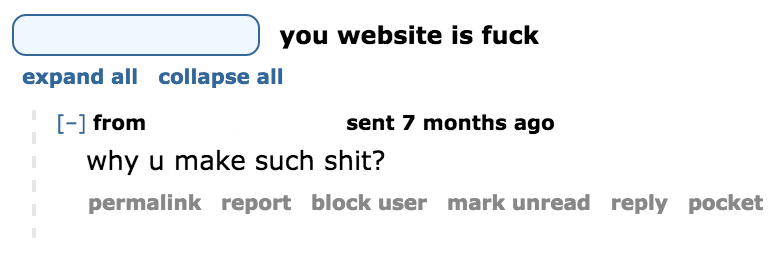 you website is fuck
expand all collapse all
[–] from sent 7 months ago
why u make such shit?
permalink report block user mark unread reply pocket